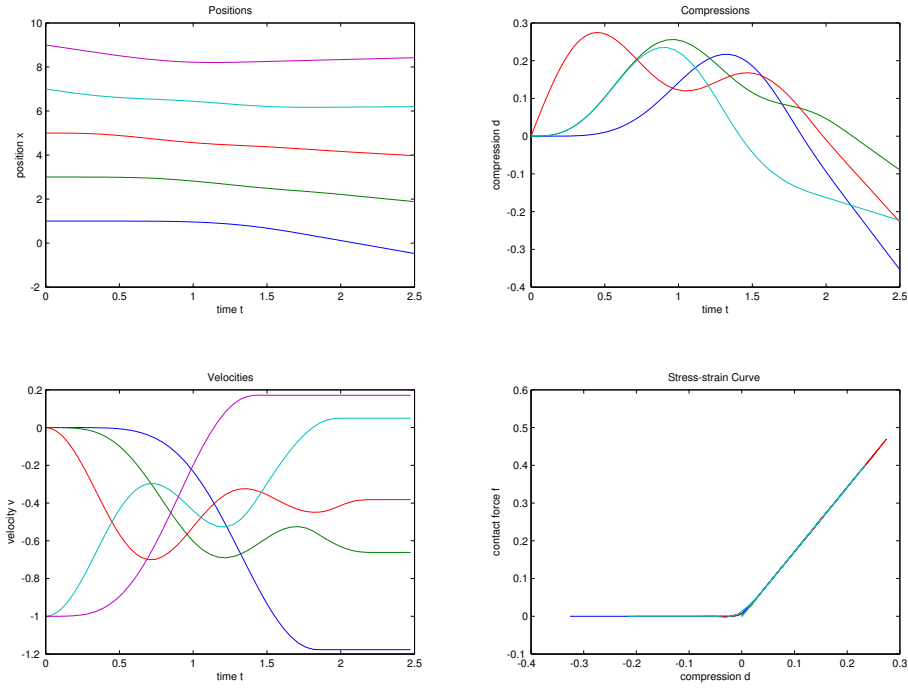 Positions
10
8
6
4
2
0
-2
position x
0 0.5 1 1.5 2 2.5
time t
Compressions
0.3
0.2
0.1
0
-0.1
-0.2
-0.3
-0.4
compression d
0 0.5 1 1.5 2 2.5
time t
Velocities
0.2
0
-0.2
-0.4
-0.6
-0.8
-1
-1.2
velocity v
0 0.5 1 1.5 2 2.5
time t
Stress-strain Curve
0.6
0.5
0.4
0.3
0.2
0.1
0
-0.1
contact force f
-0.4 -0.3 -0.2 -0.1 0 0.1 0.2 0.3
compression d